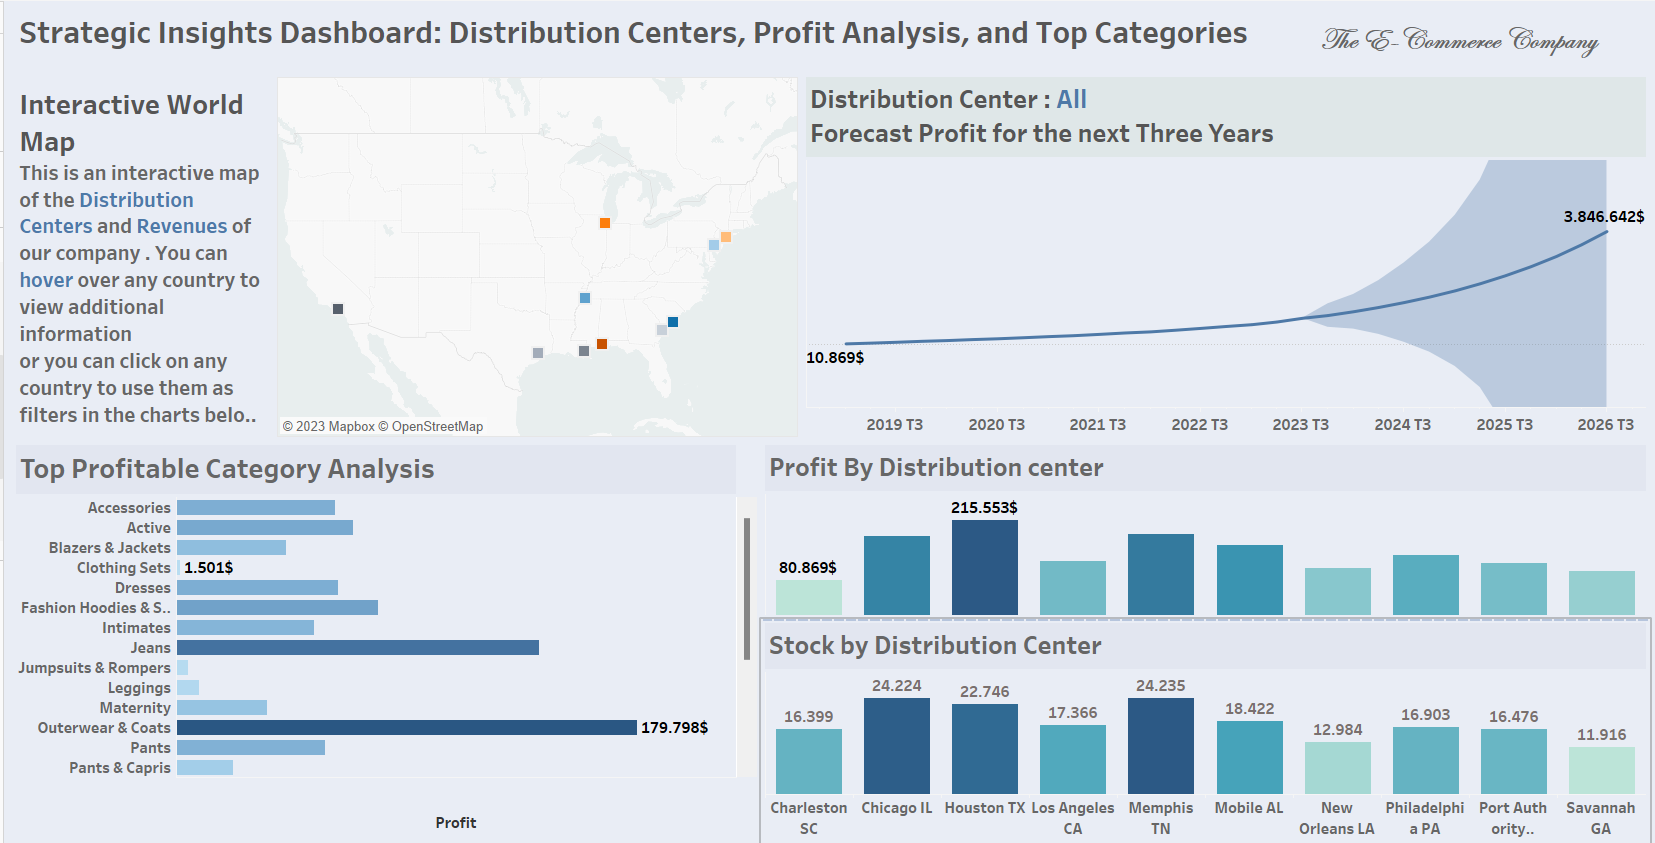 Strategic Insights Dashboard: Distribution Centers, Profit Analysis, and Top Categories
The E-Commerce Company
Interactive World
Map
This is an interactive map
of the Distribution
Centers and Revenues of
our company . You can
hover over any country to
view additional
information
or you can click on any
country to use them as
filters in the charts belo..
© 2023 Mapbox © OpenStreetMap
Distribution Center : All
Forecast Profit for the next Three Years
3.846.642$
10.869$
2019 T3 2020 T3 2021 T3 2022 T3 2023 T3 2024 T3 2025 T3 2026 T3
Top Profitable Category Analysis
Accessories
Active
Blazers & Jackets
Clothing Sets 1.501$
Dresses
Fashion Hoodies & S..
Intimates
Jeans
Jumpsuits & Rompers
Leggings
Maternity
Outerwear & Coats 179.798$
Pants
Pants & Capris
Profit
Profit By Distribution center
215.553$
80.869$
Stock by Distribution Center
16.399 24.224 22.746 17.366 24.235 18.422 12.984 16.903 16.476 11.916
Charleston Chicago IL Houston TX Los Angeles Memphis Mobile AL New Philadelphi Port Auth Savannah
SC CA TN Orleans LA a PA ority.. GA